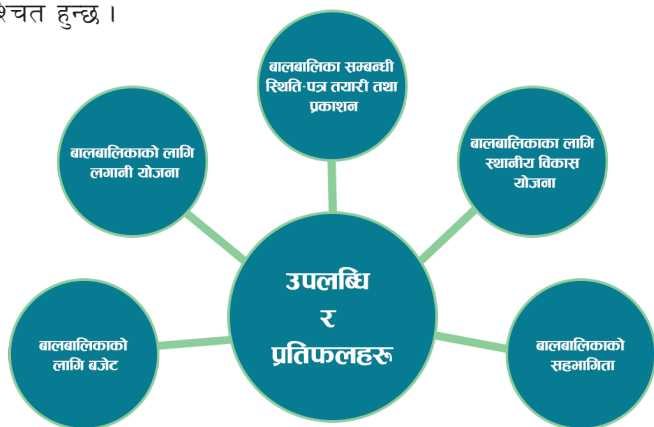 हुन्छ ।
बालबालिका सम्बन्धी
स्थिति-पत्र तयारी तथा
प्रकाशन
बालबालिकाको लागि
लगानी योजना
बालबालिकाका लागि
स्थानीय विकास
योजना
उपलब्धि
र
प्रतिफलहरू
बालबालिकाको
लागि बजेट
बालबालिकाको
सहभागिता